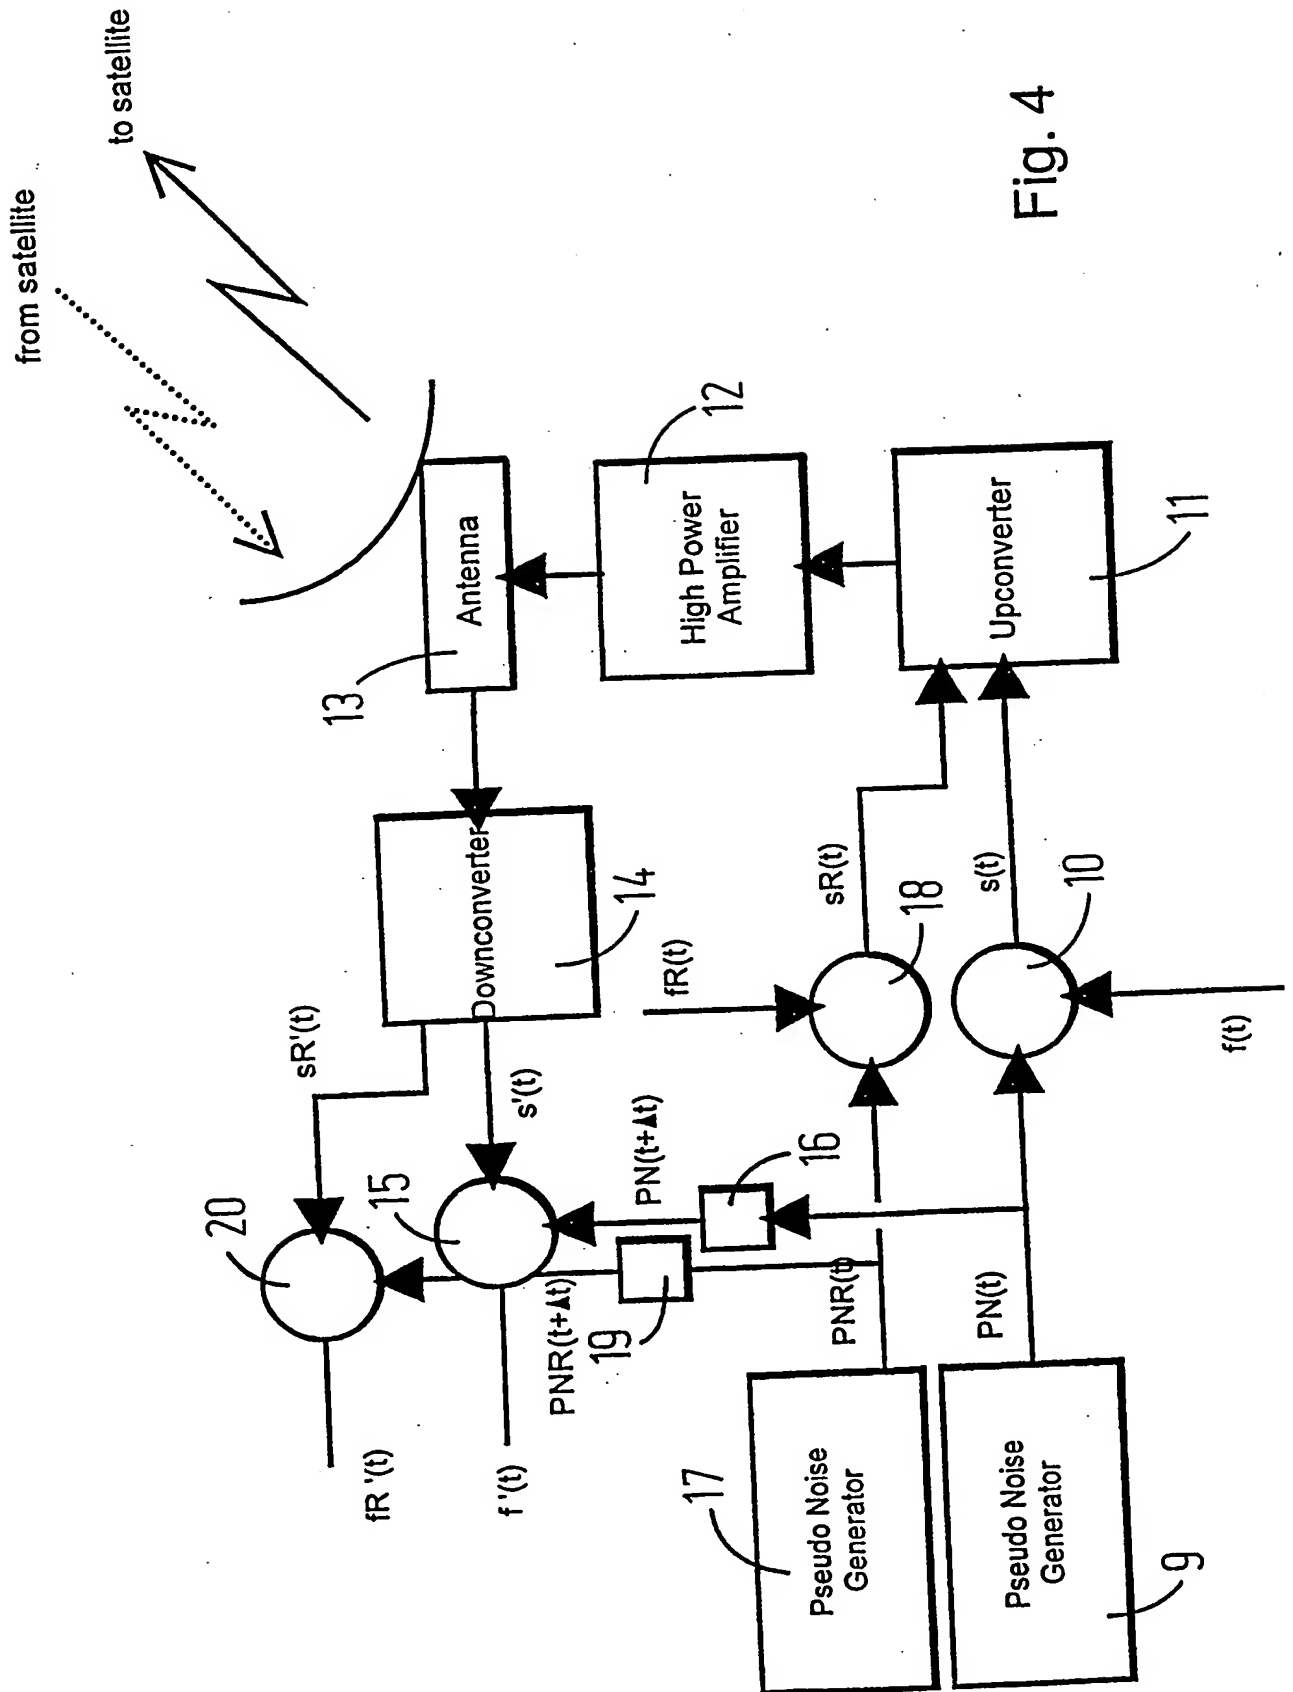 from satellite
to satellite
20
sR'(t)
fR '(t)
15
s'(t)
f '(t)
Downconverter
14
13
Antenna
PNR(t+Δt)
19
PN(t+Δt)
16
fR(t)
12
High Power
Amplifier
17
Pseudo Noise
Generator
PNR(t)
18
sR(t)
Upconverter
11
Pseudo Noise
Generator
9
PN(t)
10
s(t)
f(t)
Fig. 4